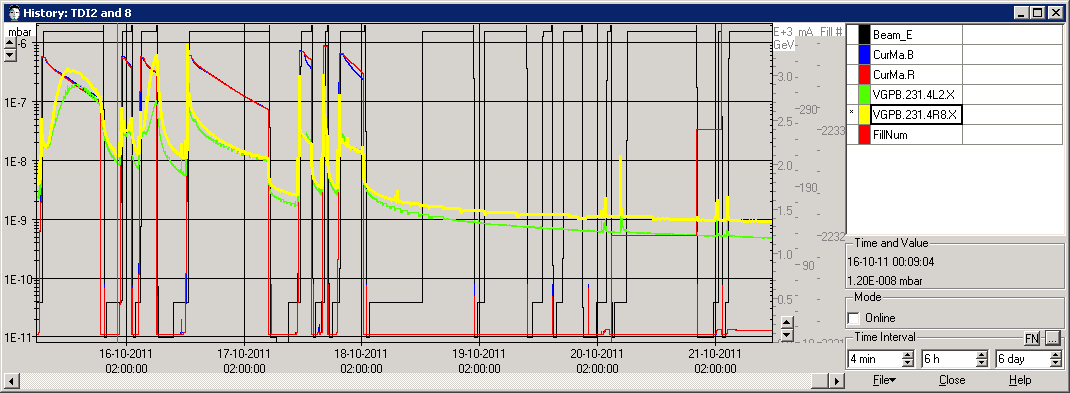 History: TDI2 and 8
mbar
E+3 mA Fill #
GeV
-6
1E-7
1E-8
1E-9
1E-10
1E-11
3.0
2.5
2.0
1.5
1.2
0.5
290
190
90
-10
2233
2232
16-10-2011 17-10-2011 18-10-2011 19-10-2011 20-10-2011 21-10-2011
02:00:00 02:00:00 02:00:00 02:00:00 02:00:00 02:00:00
Beam_E
CurMa.B
CurMa.R
VGPB.231.4L2.X
* VGPB.231.4R8.X
FillNum
Time and Value
16-10-11 00:09:04
1.20E-008 mbar
Mode
Online
Time Interval
FN ...
4 min 6 h 6 day
File Close Help